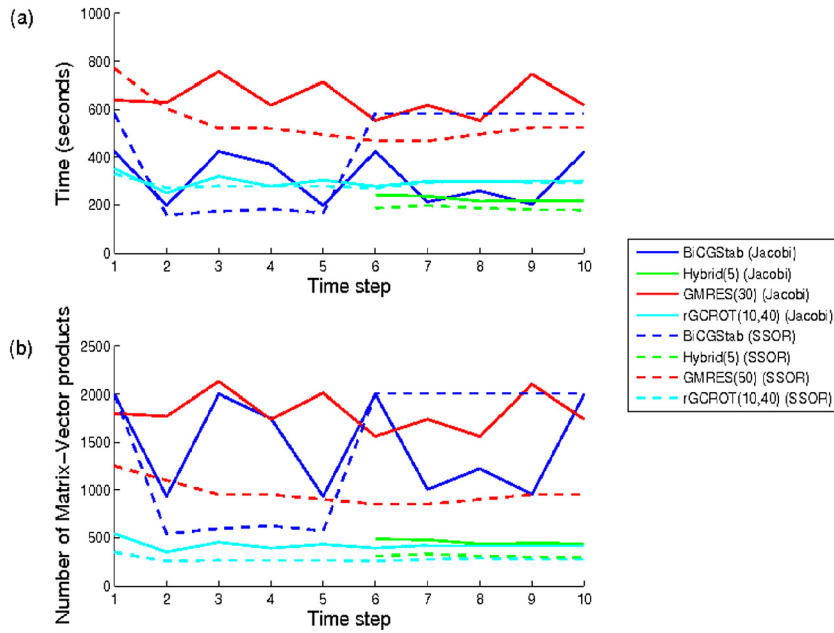 (a)
1000
800
600
400
200
0
Time (seconds)
1 2 3 4 5 6 7 8 9 10
Time step
(b)
2500
2000
1500
1000
500
0
Number of Matrix-Vector products
1 2 3 4 5 6 7 8 9 10
Time step
BiCGStab (Jacobi)
Hybrid(5) (Jacobi)
GMRES(30) (Jacobi)
rGCROT(10,40) (Jacobi)
BiCGStab (SSOR)
Hybrid(5) (SSOR)
GMRES(50) (SSOR)
rGCROT(10,40) (SSOR)